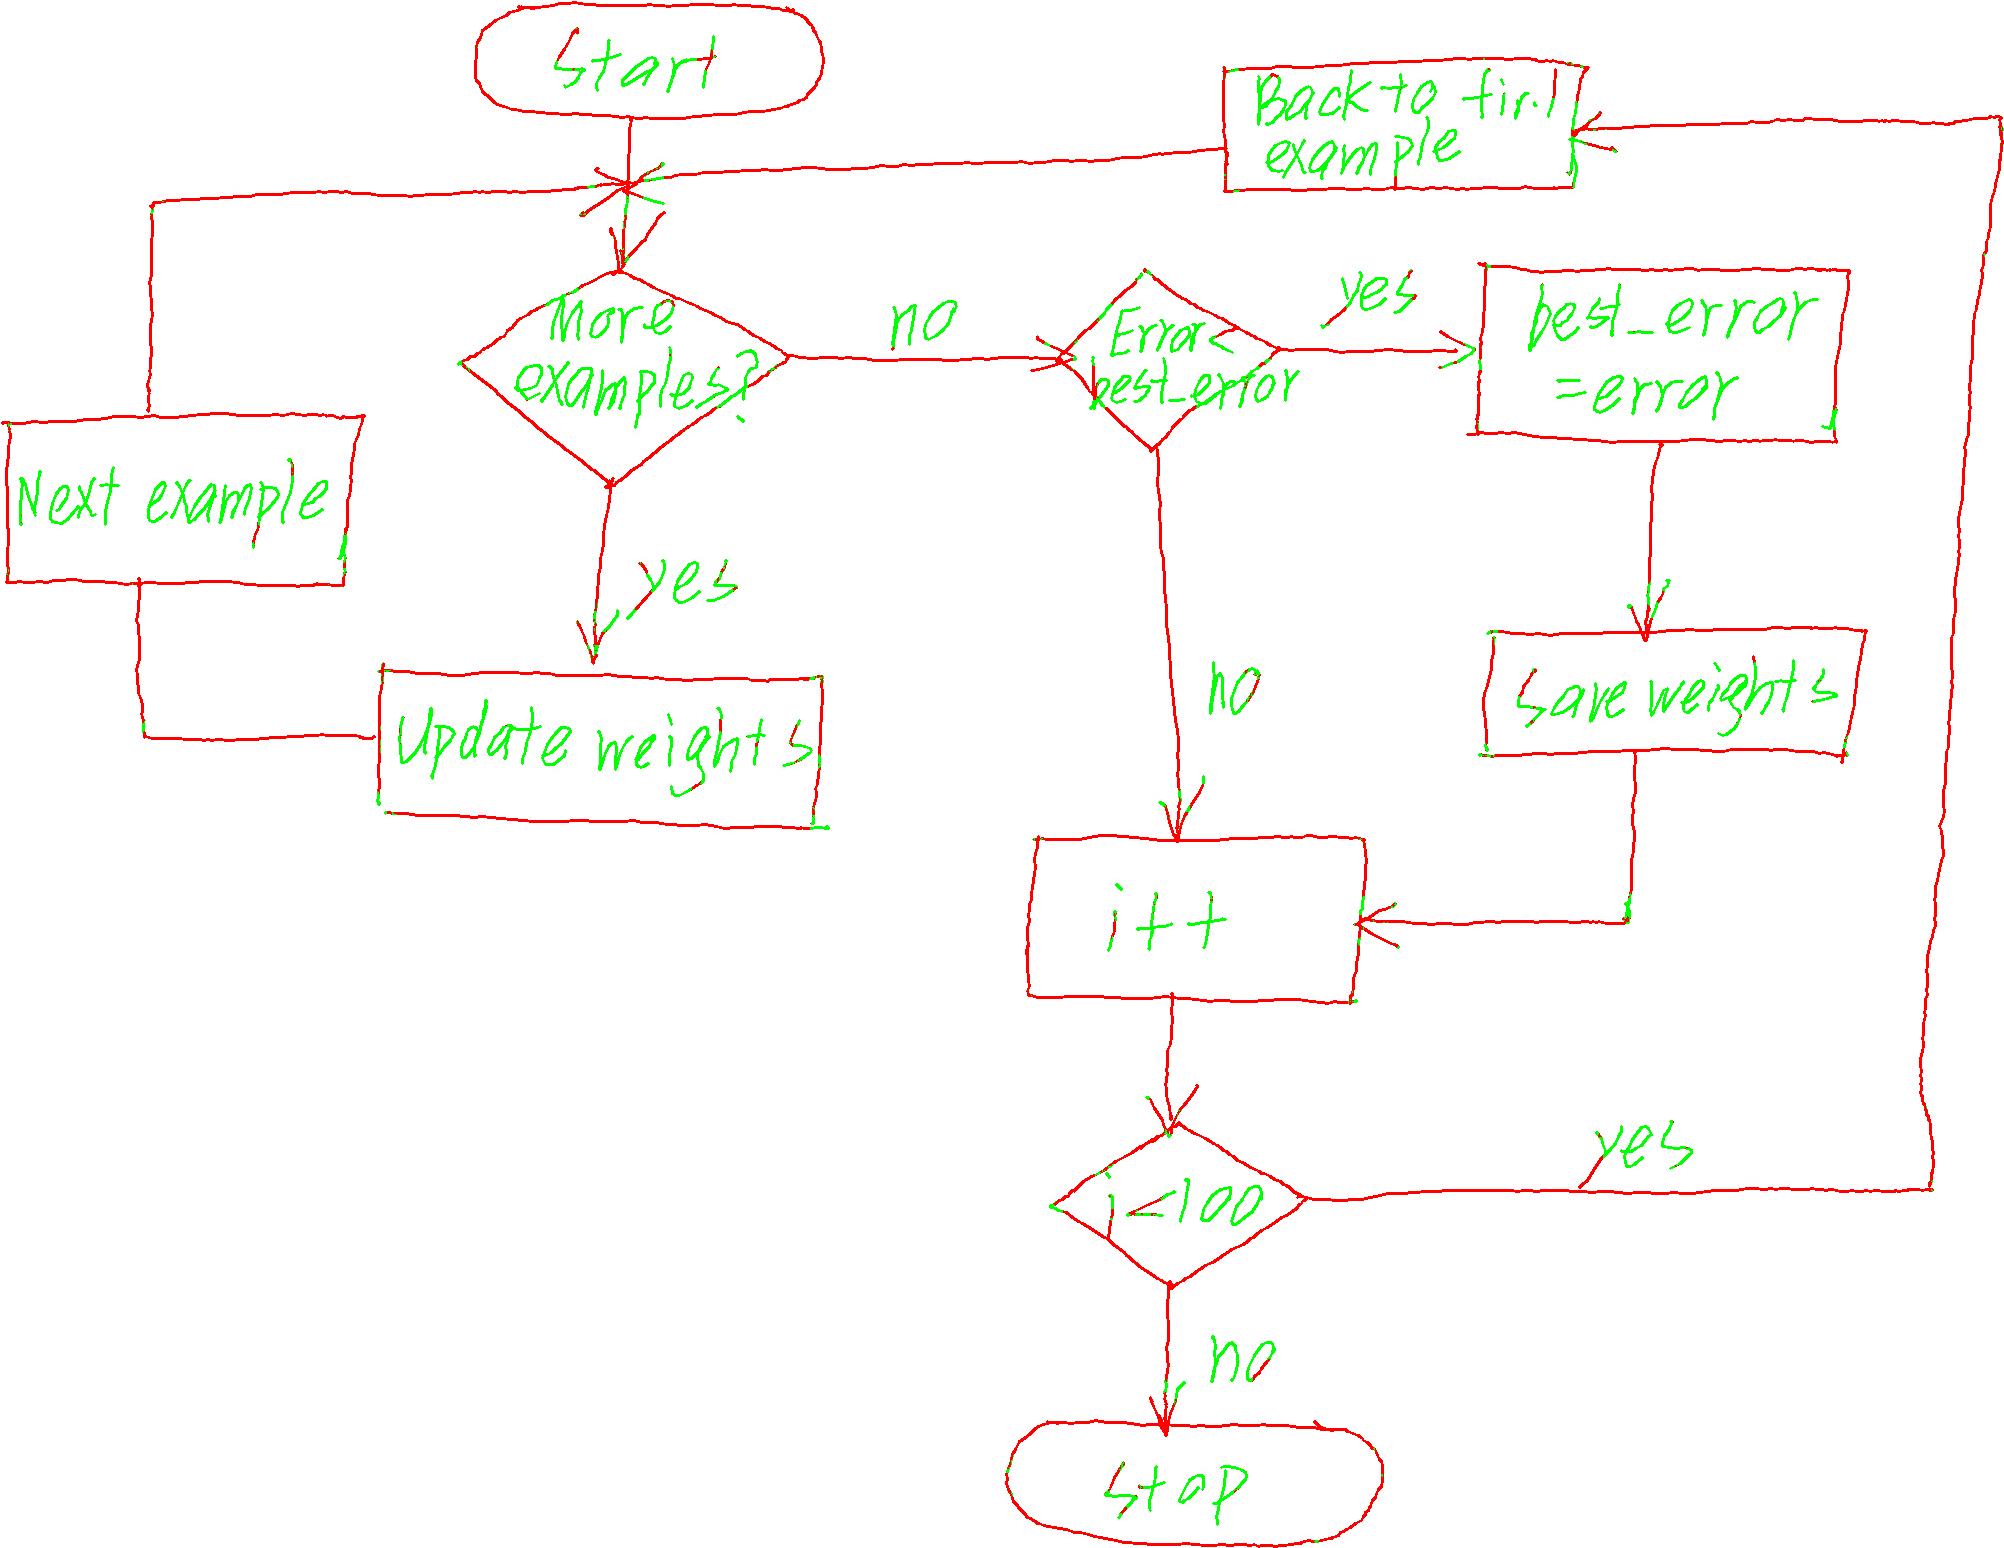 Start
Back to fir.l
example
More
examples?
no
Error<
best_error
yes
best_error
=error
Next example
yes
Update weights
no
Save weights
i++
i<100
yes
no
stop